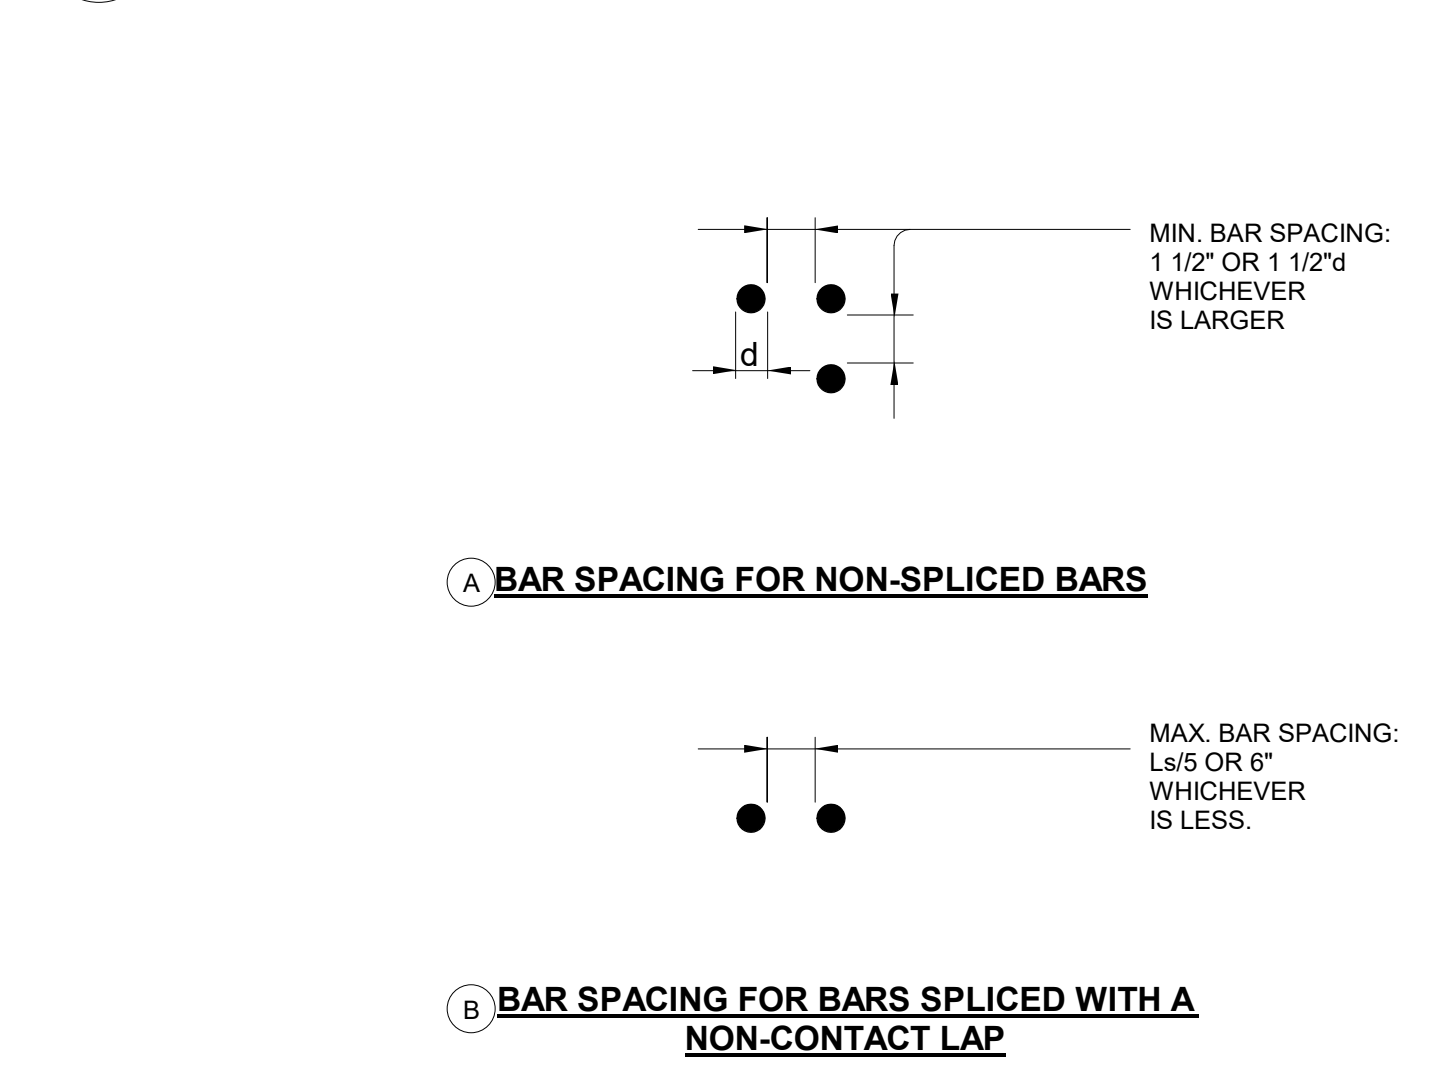 MIN. BAR SPACING:
1 1/2" OR 1 1/2"d
WHICHEVER
IS LARGER
d
A BAR SPACING FOR NON-SPLICED BARS
MAX. BAR SPACING:
Ls/5 OR 6"
WHICHEVER
IS LESS.
B BAR SPACING FOR BARS SPLICED WITH A
NON-CONTACT LAP